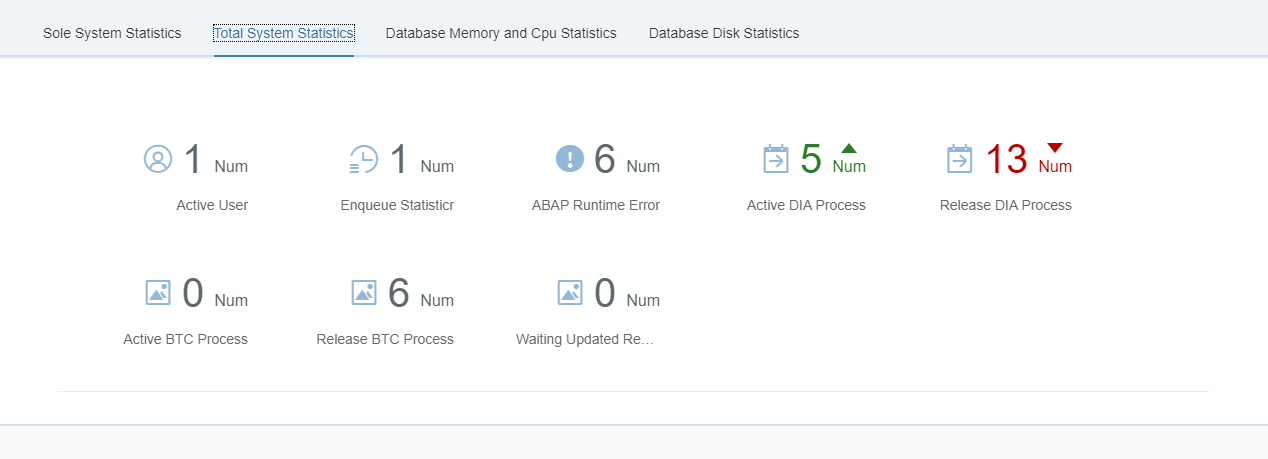 Sole System Statistics Total System Statistics Database Memory and Cpu Statistics Database Disk Statistics
1 Num 1 Num 6 Num 5 Num 13 Num
Active User Enqueue Statisticr ABAP Runtime Error Active DIA Process Release DIA Process
0 Num 6 Num 0 Num
Active BTC Process Release BTC Process Waiting Updated Re…